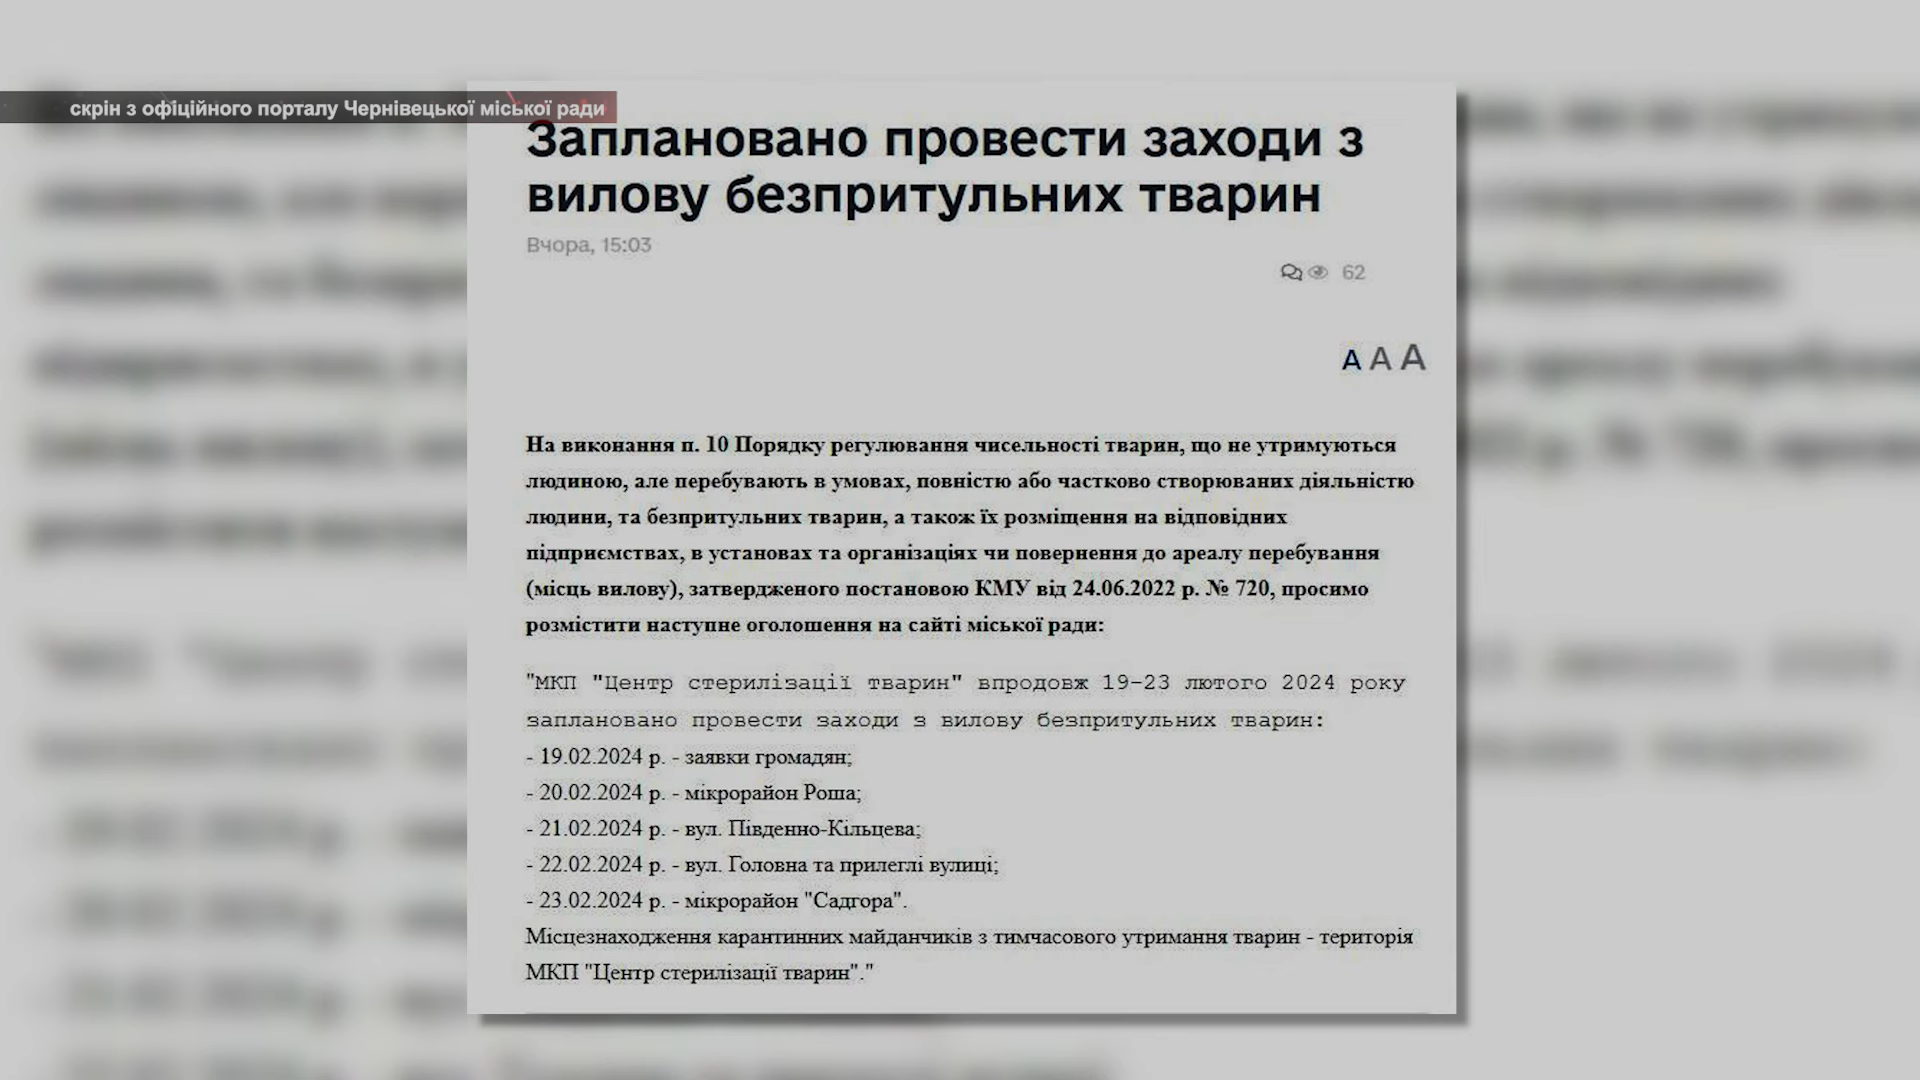 скрін з офіційного порталу Чернівецької міської ради
Заплановано провести заходи з
вилову безпритульних тварин
Вчора, 15:03
62
A A A
На виконання п. 10 Порядку регулювання чисельності тварин, що не утримуються
людиною, але перебувають в умовах, повністю або частково створюваних діяльністю
людини, та безпритульних тварин, а також їх розміщення на відповідних
підприємствах, в установах та організаціях чи повернення до ареалу перебування
(місць вилову), затвердженого постановою КМУ від 24.06.2022 р. № 720, просимо
розмістити наступне оголошення на сайті міської ради:
"МКП "Центр стерилізації тварин" впродовж 19-23 лютого 2024 року
заплановано провести заходи з вилову безпритульних тварин:
- 19.02.2024 р. - заявки громадян;
- 20.02.2024 р. - мікрорайон Роша;
- 21.02.2024 р. - вул. Південно-Кільцева;
- 22.02.2024 р. - вул. Головна та прилеглі вулиці;
- 23.02.2024 р. - мікрорайон "Садгора".
Місцезнаходження карантинних майданчиків з тимчасового утримання тварин - територія
МКП "Центр стерилізації тварин"."